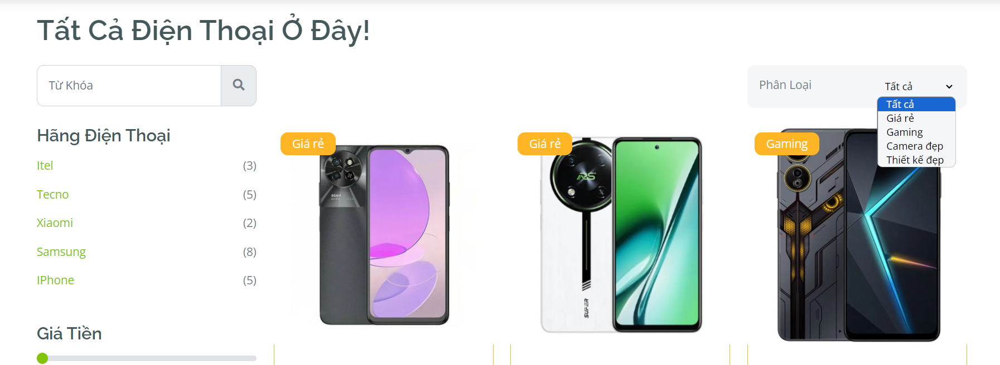 Tất Cả Điện Thoại Ở Đây!
Từ Khóa
Phân Loại
Tất cả
Tất cả
Giá rẻ
Gaming
Camera đẹp
Thiết kế đẹp
Hãng Điện Thoại
Itel (3)
Tecno (5)
Xiaomi (2)
Samsung (8)
IPhone (5)
Giá Tiền
Giá rẻ
50MP
Giá rẻ
RS
Gaming